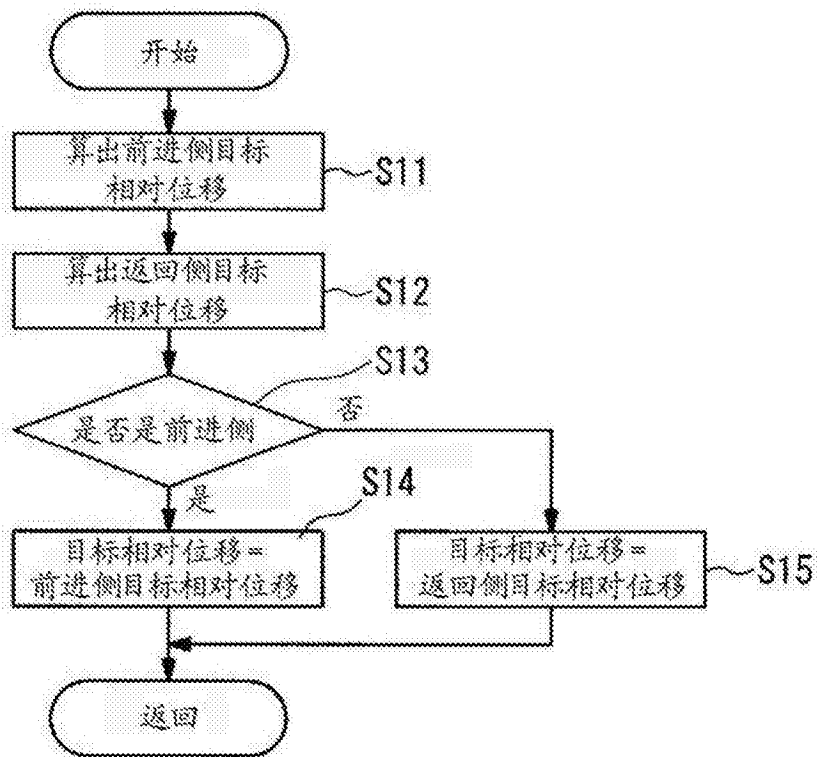 开始
算出前进侧目标
相对位移
S11
算出返回侧目标
相对位移
S12
S13
是否是前进侧
否
是
S14
目标相对位移=
前进侧目标相对位移
目标相对位移=
返回侧目标相对位移
S15
返回